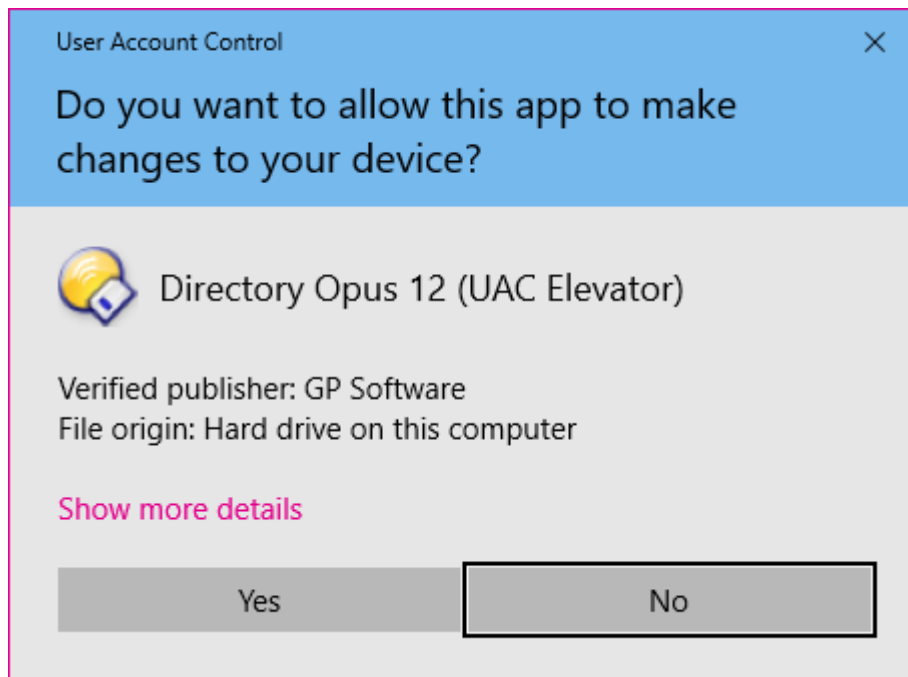 User Account Control
Do you want to allow this app to make
changes to your device?
Directory Opus 12 (UAC Elevator)
Verified publisher: GP Software
File origin: Hard drive on this computer
Show more details
Yes
No